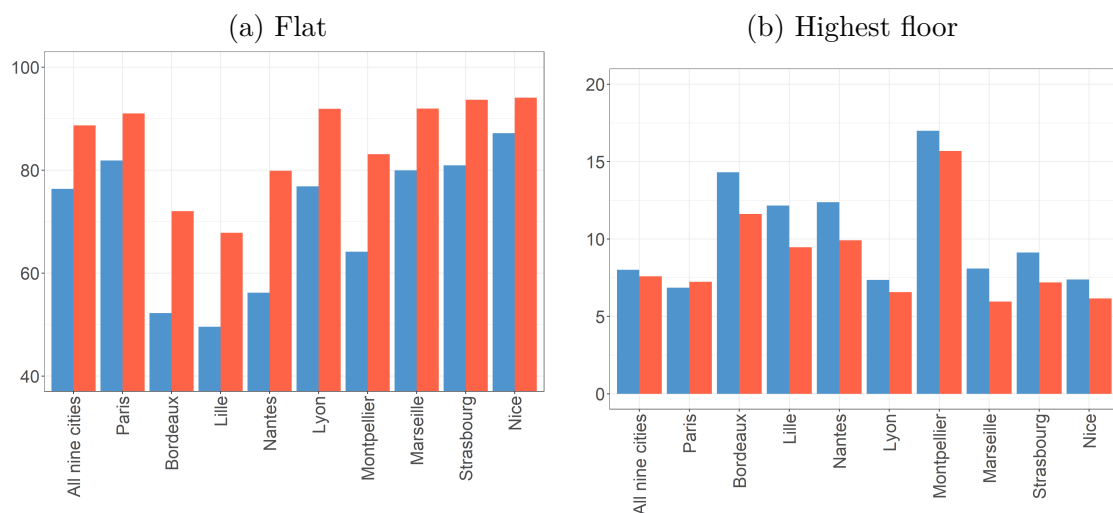 (a) Flat
100
80
60
40
All nine cities
Paris
Bordeaux
Lille
Nantes
Lyon
Montpellier
Marseille
Strasbourg
Nice
(b) Highest floor
20
15
10
5
0
All nine cities
Paris
Bordeaux
Lille
Nantes
Lyon
Montpellier
Marseille
Strasbourg
Nice